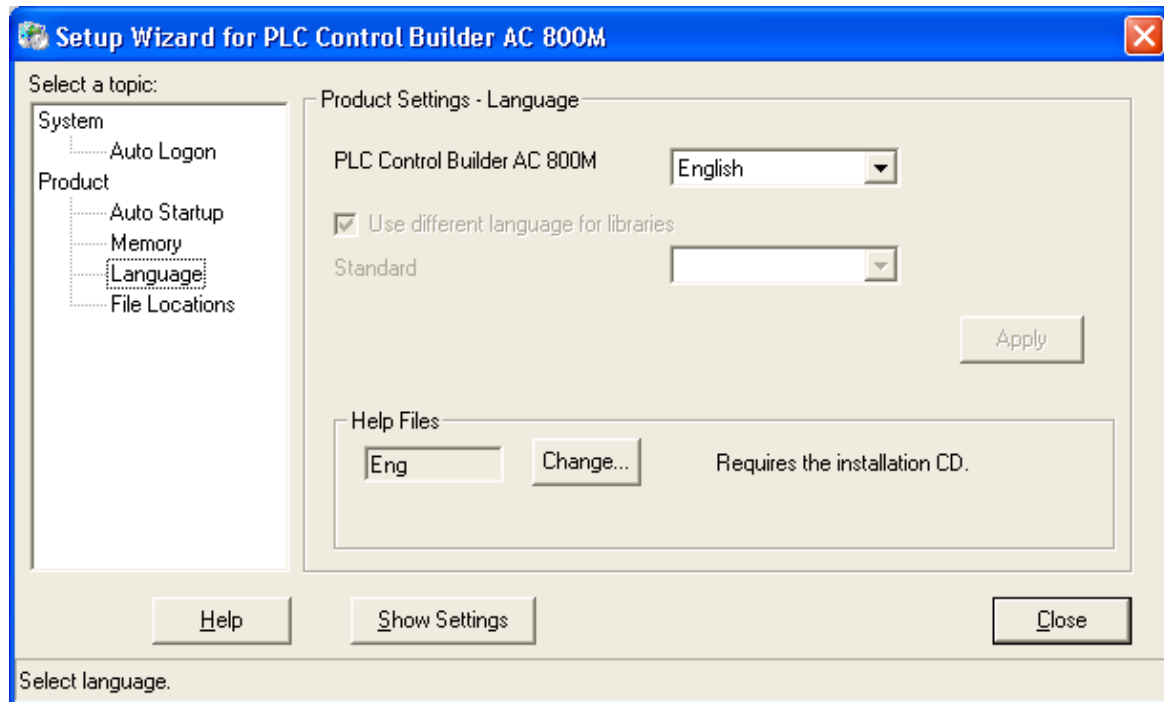 Setup Wizard for PLC Control Builder AC 800M
Select a topic:
System
Auto Logon
Product
Auto Startup
Memory
Language
File Locations
Product Settings - Language
PLC Control Builder AC 800M
English
Use different language for libraries
Standard
Apply
Help Files
Eng
Change...
Requires the installation CD.
Help
Show Settings
Close
Select language.